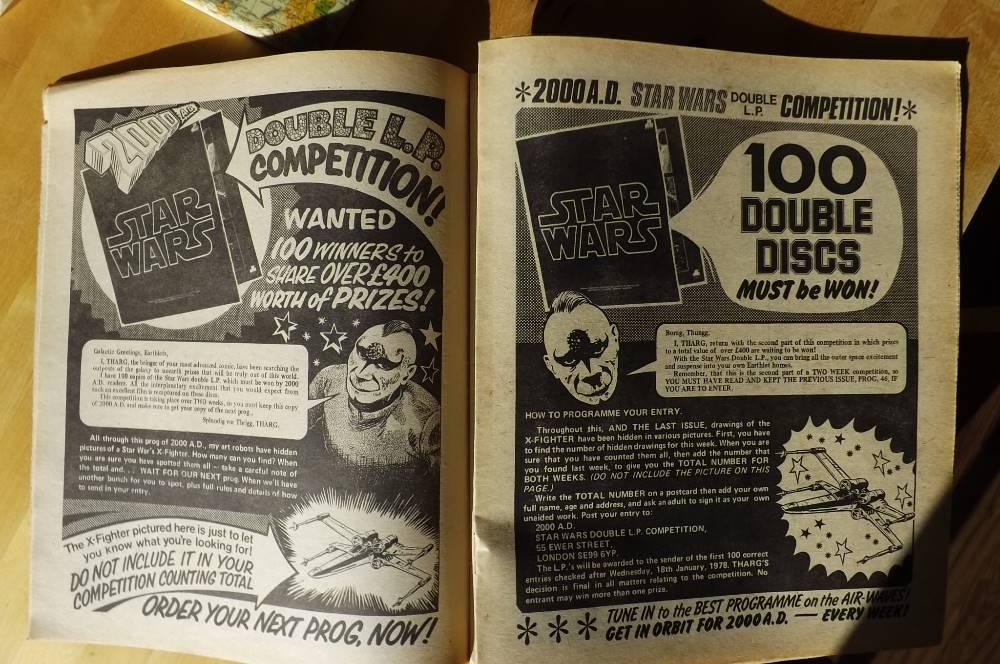 2000 AD
DOUBLE L.P.
COMPETITION!
STAR
WARS
WANTED
100 WINNERS to
SHARE OVER £400
WORTH of PRIZES!
Galactic Greetings, Earthlets,
I, THARG, the bringer of your most advanced comic, have been searching the
outposts of the galaxy to unearth prizes that will be truly out of this world.
I have 100 copies of the Star Wars double L.P. which must be won by 2000
A.D. readers. All the interplanetary excitement that you would expect from
such an excellent film is recaptured on these discs.
This competition is taking place over TWO weeks, so you must keep this copy
of 2000 A.D. and make sure to get your copy of the next prog.,
THARG.
All through this prog of 2000 A.D., my art robots have hidden
pictures of a Star War's X-Fighter. How many can you find? When
you are sure you have spotted them all — take a careful note of
the total and. . . WAIT FOR OUR NEXT prog. When we'll have
another bunch for you to spot, plus full rules and details of how
to send in your entry.
The X-Fighter pictured here is just to let
you know what you're looking for!
DO NOT INCLUDE IT IN YOUR
COMPETITION COUNTING TOTAL
ORDER YOUR NEXT PROG, NOW!
*2000 A.D. STAR WARS DOUBLE L.P. COMPETITION!*
STAR
WARS
100
DOUBLE
DISCS
MUST be WON!
Borag, Thungg,
I, THARG, return with the second part of this competition in which prizes
to a total value of over £400 are waiting to be won!
With the Star Wars Double L.P., you can bring all the outer space excitement
and suspense into your own Earthlet homes.
Remember, that this is the second part of a TWO WEEK competition, so
YOU MUST HAVE READ AND KEPT THE PREVIOUS ISSUE, PROG, 46, IF
YOU ARE TO ENTER.
HOW TO PROGRAMME YOUR ENTRY.
Throughout this, AND THE LAST ISSUE, drawings of the
X-FIGHTER have been hidden in various pictures. First, you have
to find the number of hidden drawings for this week. When you are
sure that you have counted them all, then add the number that
you found last week, to give you the TOTAL NUMBER FOR
BOTH WEEKS. (DO NOT INCLUDE THE PICTURE ON THIS
PAGE.)
Write the TOTAL NUMBER on a postcard then add your own
full name, age and address, and ask an adult to sign it as your own
unaided work. Post your entry to:
2000 A.D.
STAR WARS DOUBLE L.P. COMPETITION,
55 EWER STREET,
LONDON SE99 6YP.
The L.P.'s will be awarded to the sender of the first 100 correct
entries checked after Wednesday, 18th January, 1978. THARG'S
decision is final in all matters relating to the competition. No
entrant may win more than one prize.
TUNE IN to the BEST PROGRAMME on the AIR-WAVES!
* * * GET IN ORBIT FOR 2000 A.D. — EVERY WEEK!